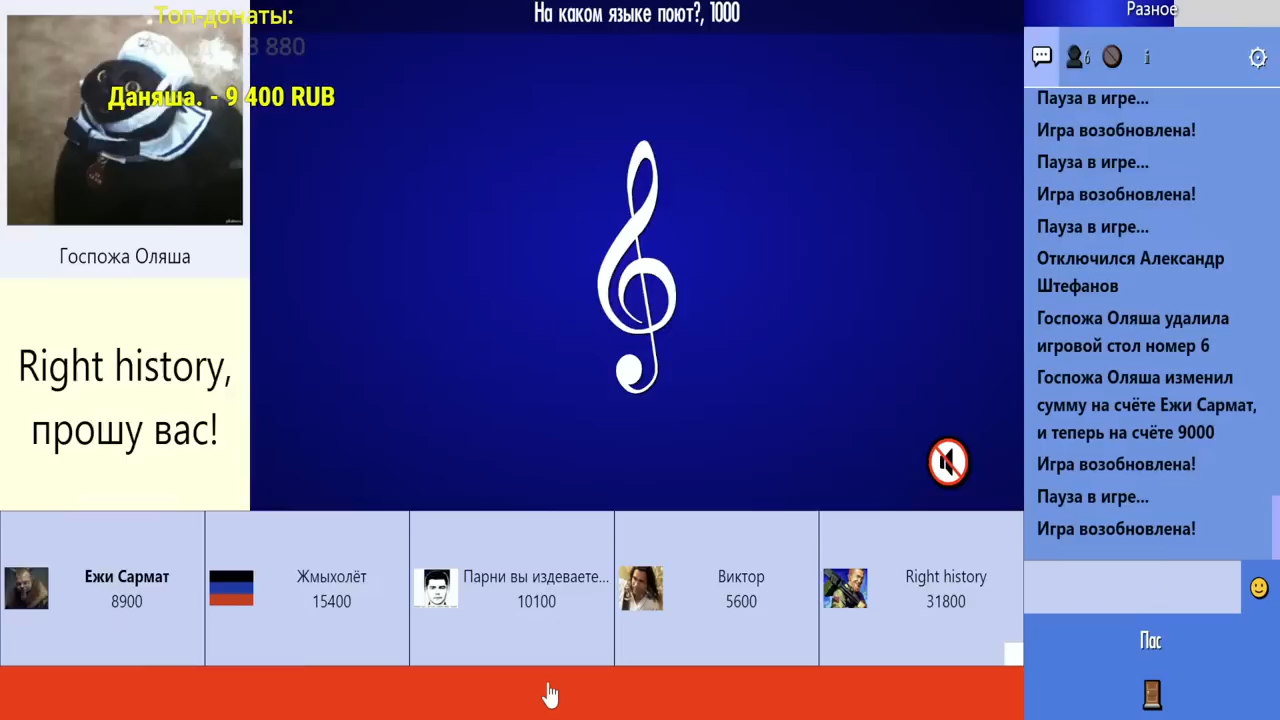 Топ-донаты:
3 880
Даняша. - 9 400 RUB
На каком языке поют?, 1000
Разное
6
i
Госпожа Оляша
Right history,
прошу вас!
Пауза в игре...
Игра возобновлена!
Пауза в игре...
Игра возобновлена!
Пауза в игре...
Отключился Александр
Штефанов
Госпожа Оляша удалила
игровой стол номер 6
Госпожа Оляша изменил
сумму на счёте Ежи Сармат,
и теперь на счёте 9000
Игра возобновлена!
Пауза в игре...
Игра возобновлена!
Ежи Сармат
8900
Жмыхолёт
15400
Парни вы издеваете...
10100
Виктор
5600
Right history
31800
Пас